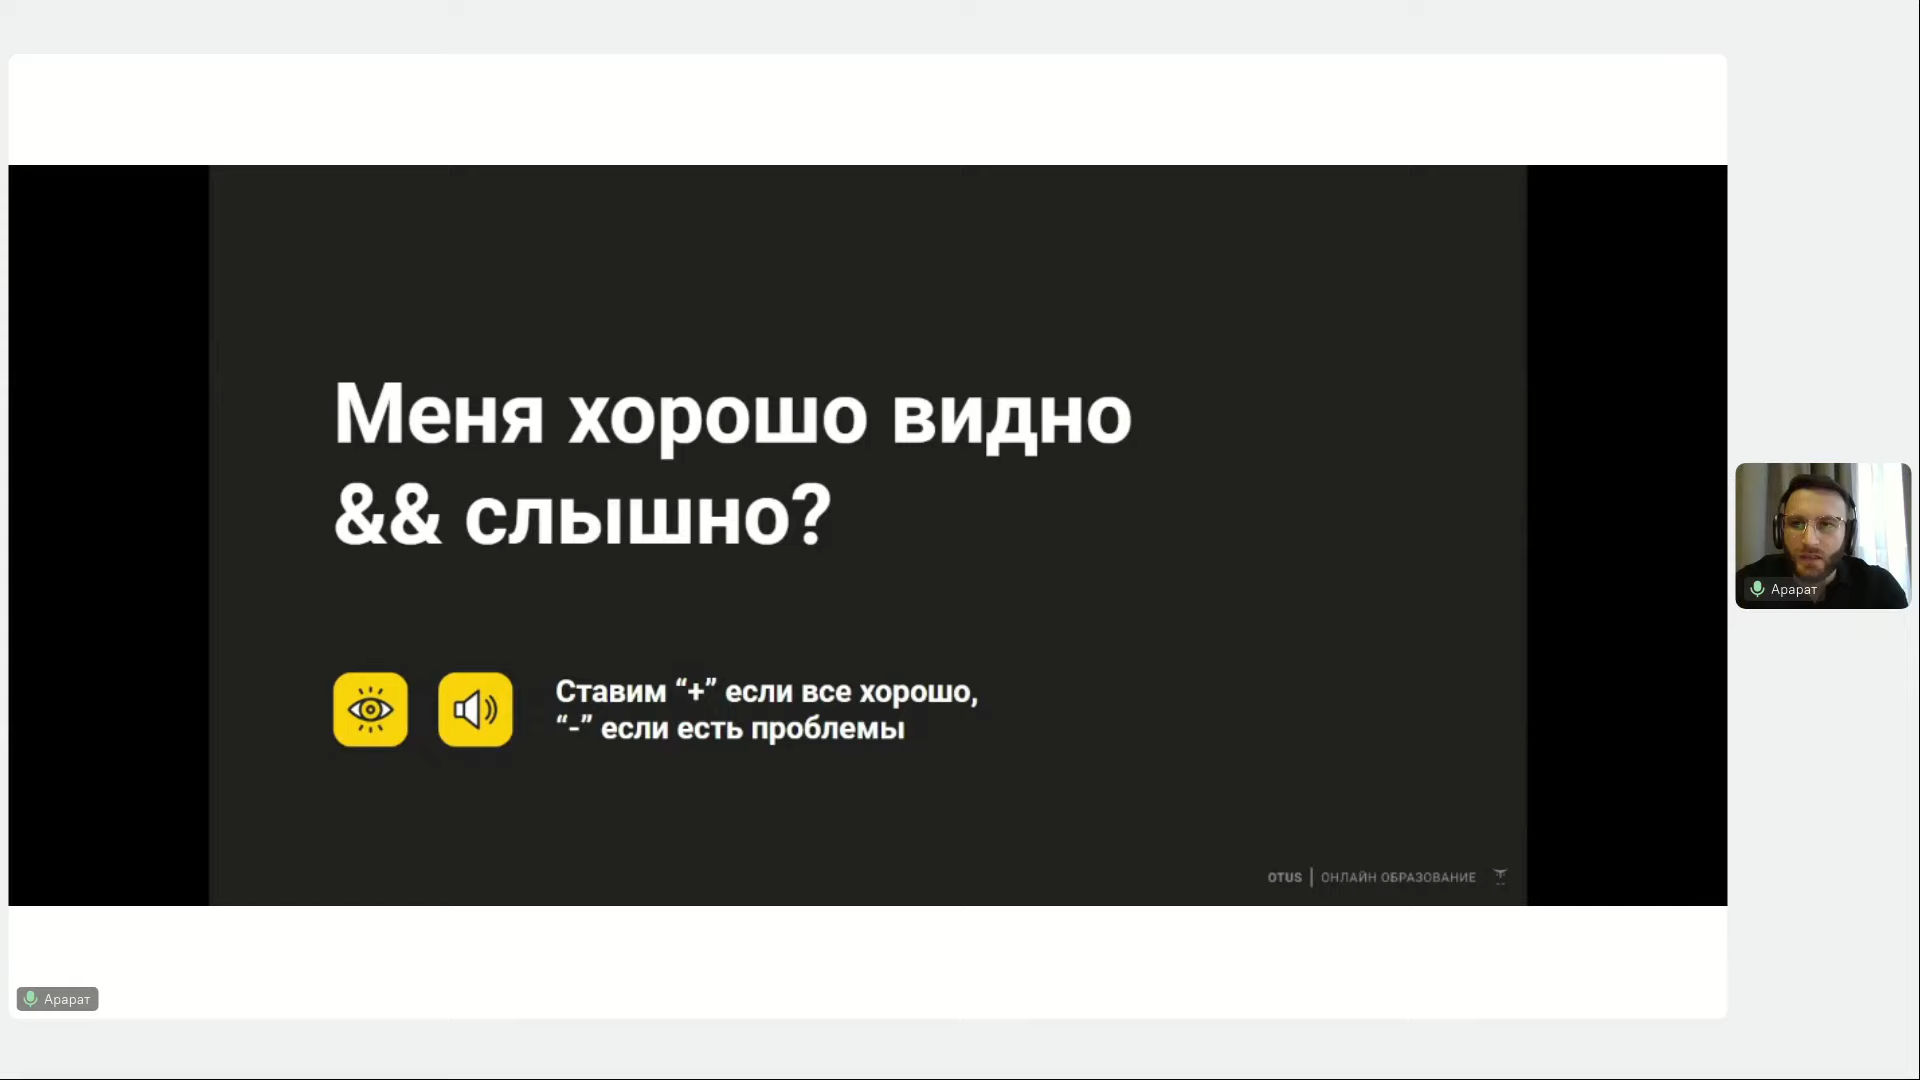 Меня хорошо видно
&& слышно?
Ставим “+” если все хорошо,
“-” если есть проблемы
OTUS | ОНЛАЙН ОБРАЗОВАНИЕ
Арарат
Арарат